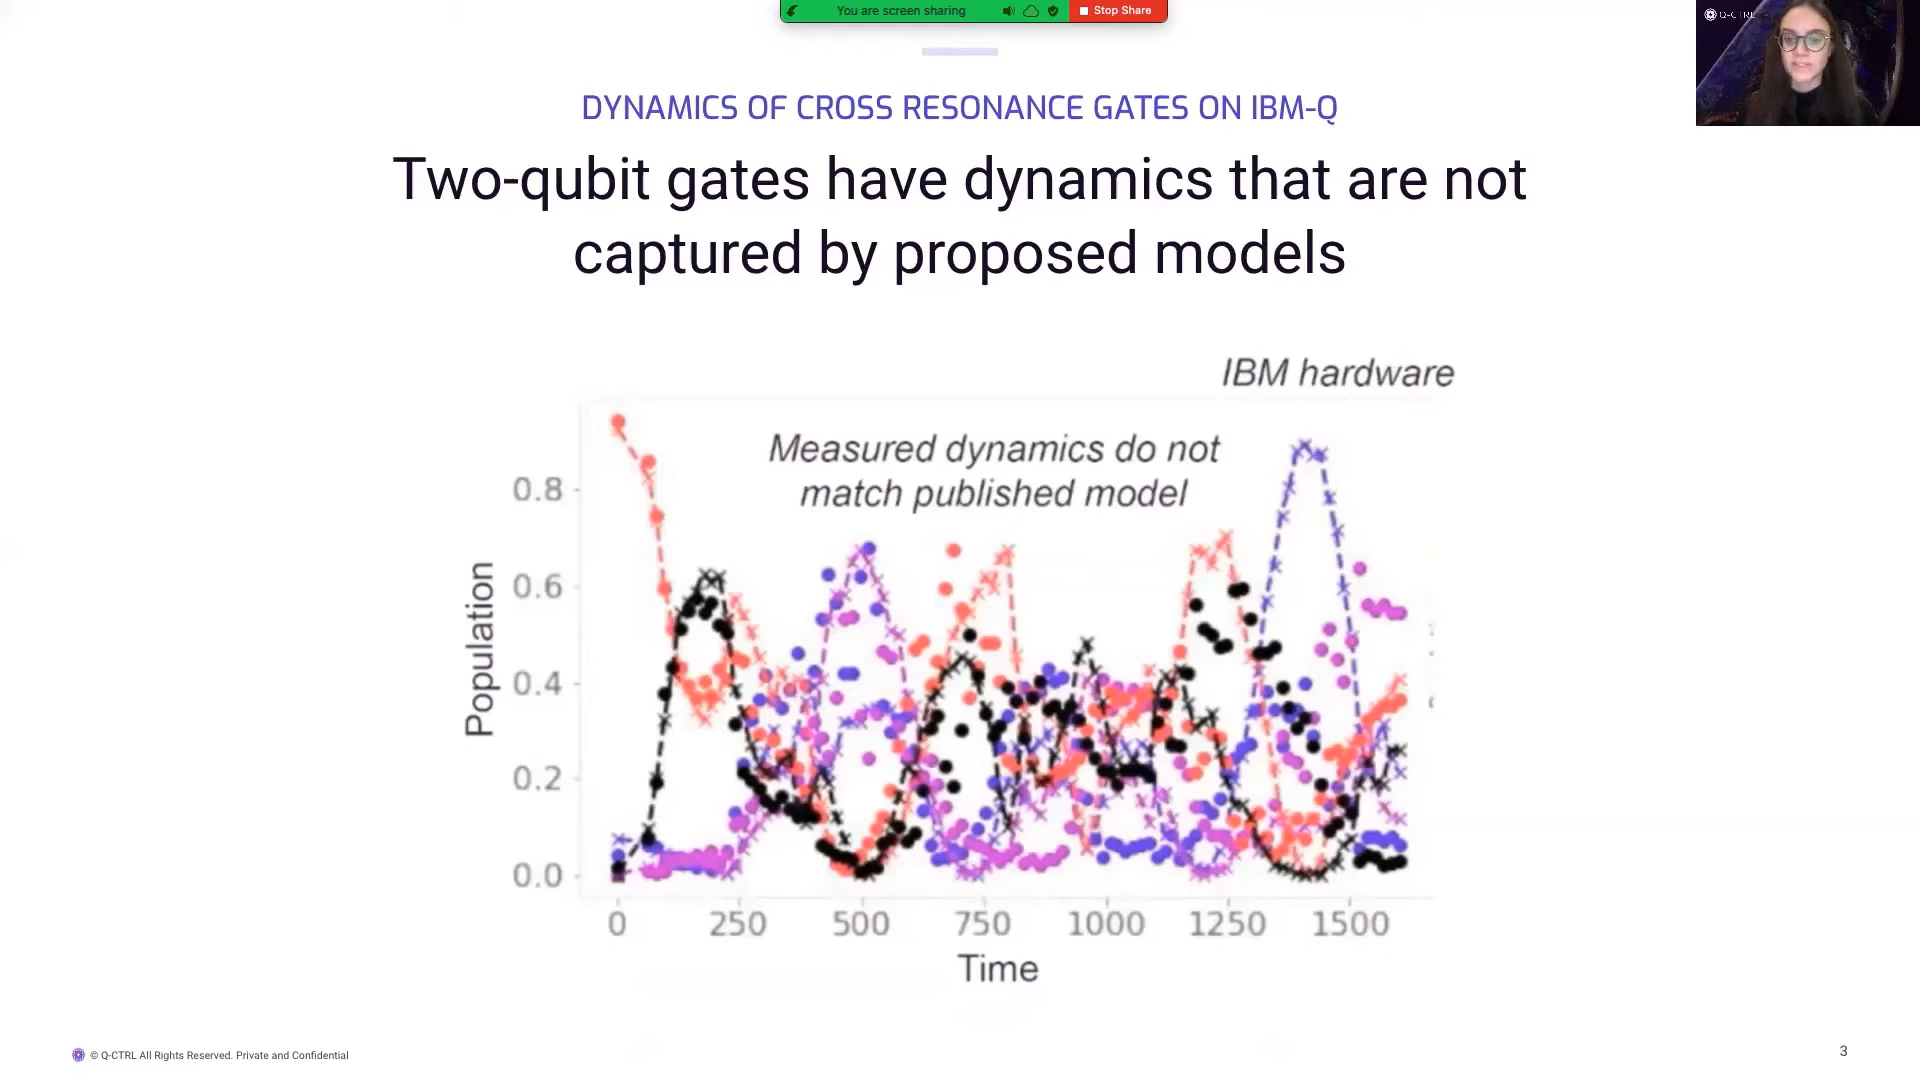 You are screen sharing
Stop Share
Q-CTRL
DYNAMICS OF CROSS RESONANCE GATES ON IBM-Q
Two-qubit gates have dynamics that are not
captured by proposed models
IBM hardware
Measured dynamics do not
match published model
Population
0.8
0.6
0.4
0.2
0.0
0 250 500 750 1000 1250 1500
Time
© Q-CTRL All Rights Reserved. Private and Confidential
3